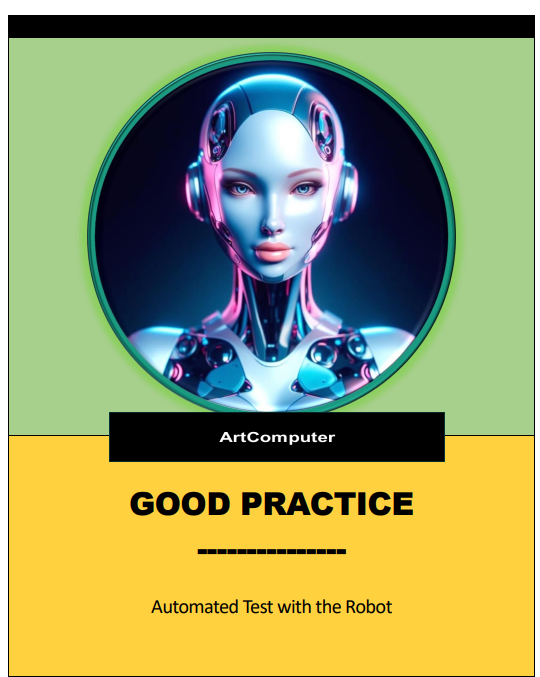 ArtComputer
GOOD PRACTICE
---------------
Automated Test with the Robot